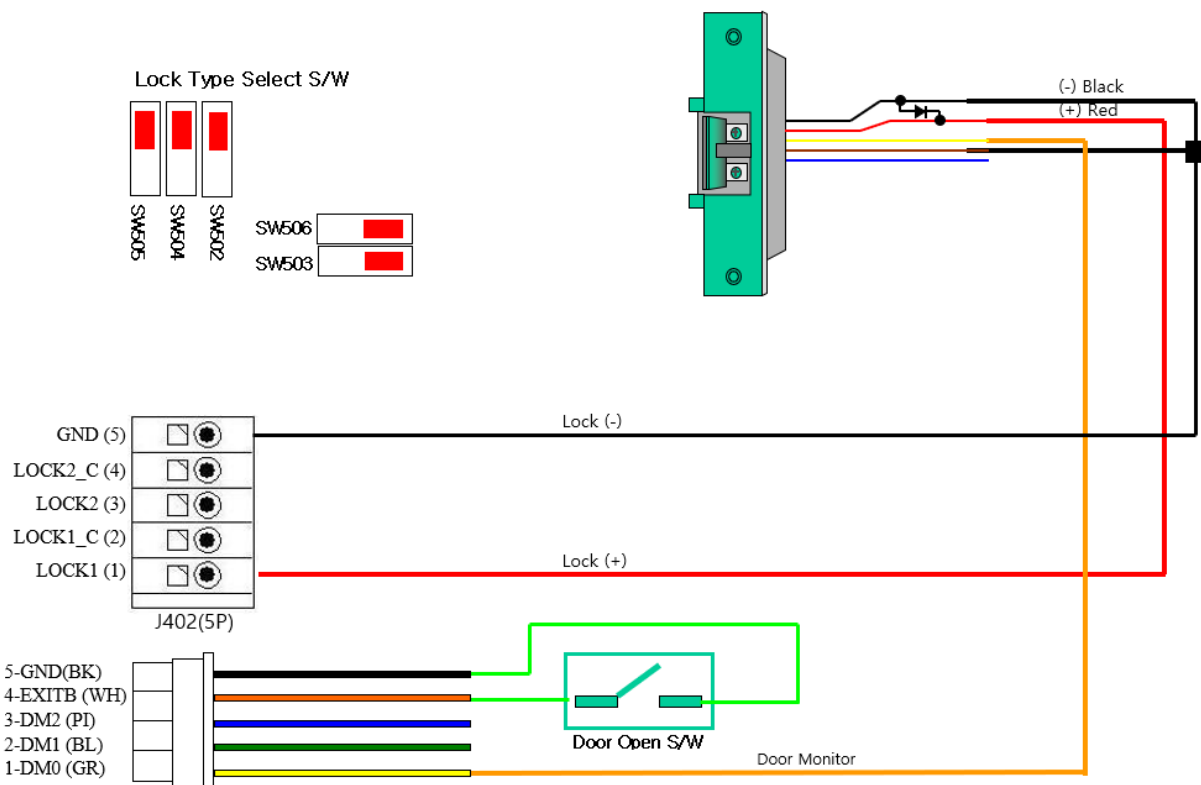 Lock Type Select S/W
SW505
SW504
SW502
SW506
SW503
(-) Black
(+) Red
GND (5)
LOCK2_C (4)
LOCK2 (3)
LOCK1_C (2)
LOCK1 (1)
J402(5P)
Lock (-)
Lock (+)
5-GND(BK)
4-EXITB (WH)
3-DM2 (PI)
2-DM1 (BL)
1-DM0 (GR)
Door Open S/W
Door Monitor